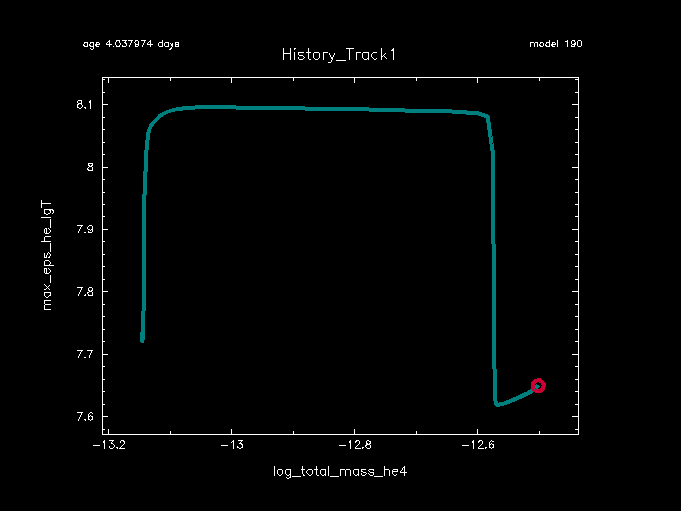 age 4.037974 days
model 190
History_Track1
8.1
8
7.9
7.8
7.7
7.6
max_eps_he_lgT
−13.2
−13
−12.8
−12.6
log_total_mass_he4